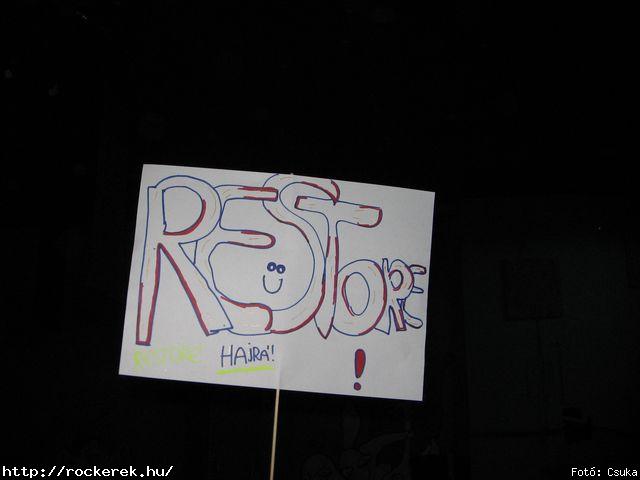 RESTORE
RESTORE HAJRÁ!
!
http://rockerek.hu/
Fotó: Csuka